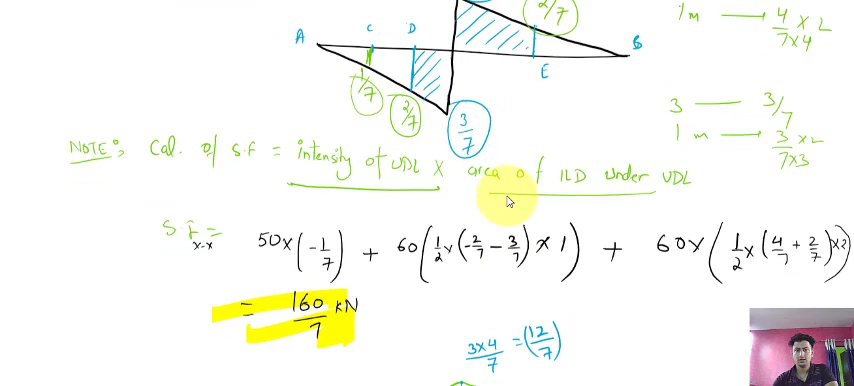 2/7
1 m → 4/7×4 × 2
A C D B
E
1/7
2/7
3/7
3 — 3/7
1 m → 3/7×3 ×2
NOTE:, Cal. of S.F = intensity of UDL X area of ILD under UDL
S.F x-x = 50 x (-1/7) + 60 (1/2 x (-2/7 - 3/7) x 1) + 60 x (1/2 x (4/7 + 2/7) x 2)
= 160/7 kN
3 x 4/7 = (12/7)